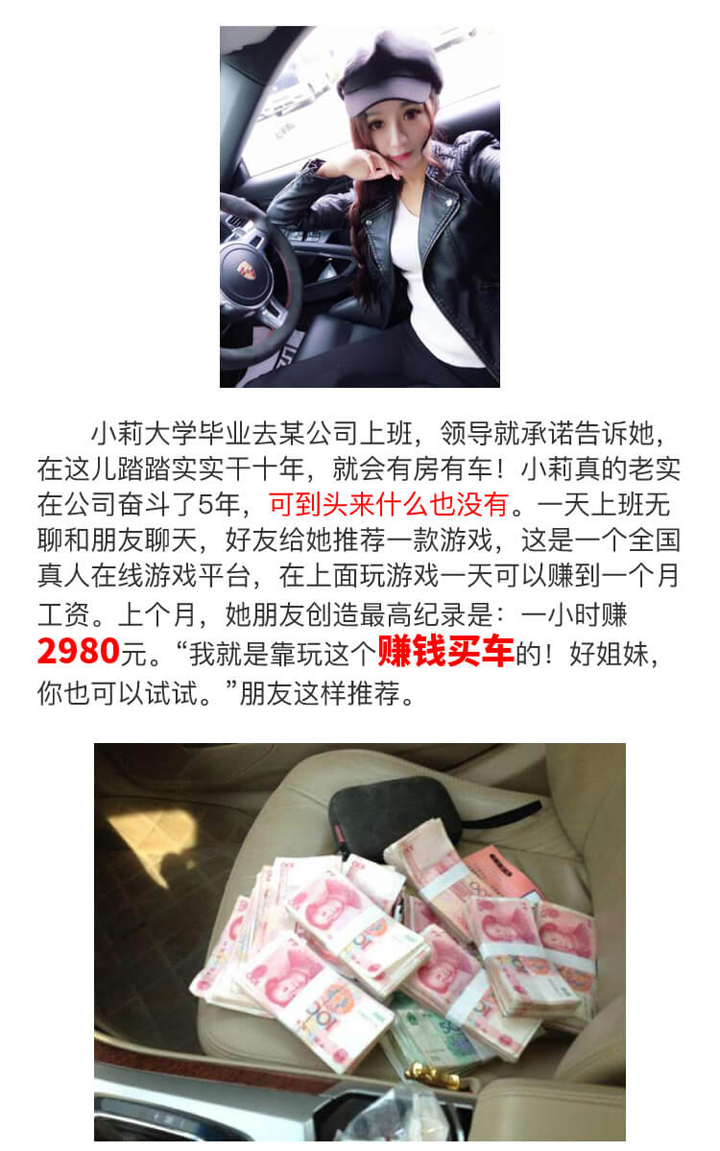 小莉大学毕业去某公司上班，领导就承诺告诉她，
在这儿踏踏实实干十年，就会有房有车！小莉真的老实
在公司奋斗了5年，可到头来什么也没有。一天上班无
聊和朋友聊天，好友给她推荐一款游戏，这是一个全国
真人在线游戏平台，在上面玩游戏一天可以赚到一个月
工资。上个月，她朋友创造最高纪录是：一小时赚
2980元。“我就是靠玩这个赚钱买车的！好姐妹，
你也可以试试。”朋友这样推荐。
100
100